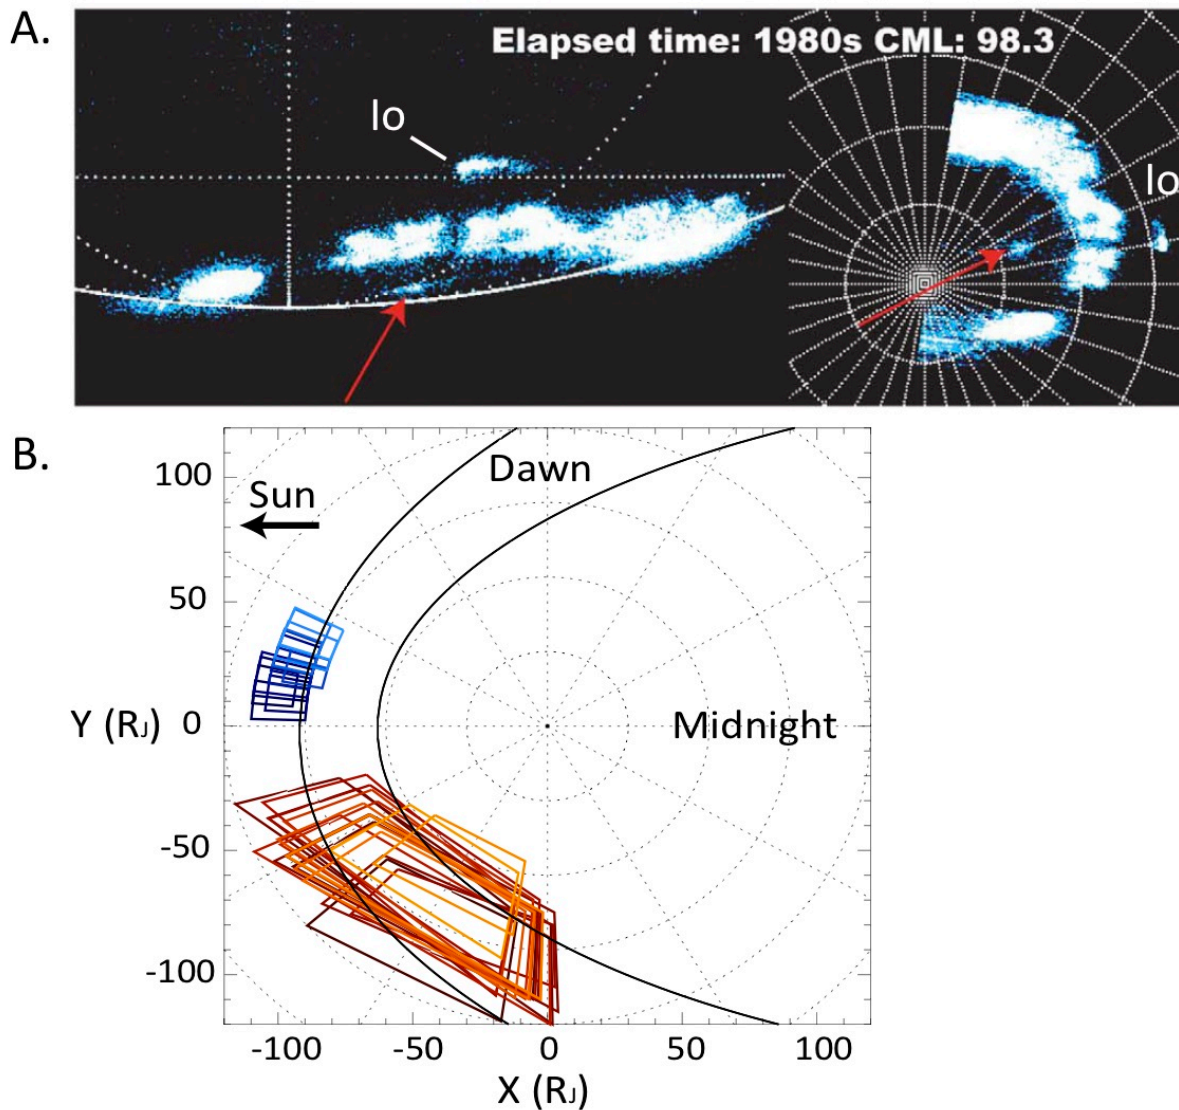 A.
Elapsed time: 1980s CML: 98.3
Io
Io
B.
Dawn
Sun
Midnight
100
50
0
-50
-100
Y (RJ)
-100
-50
0
50
100
X (RJ)